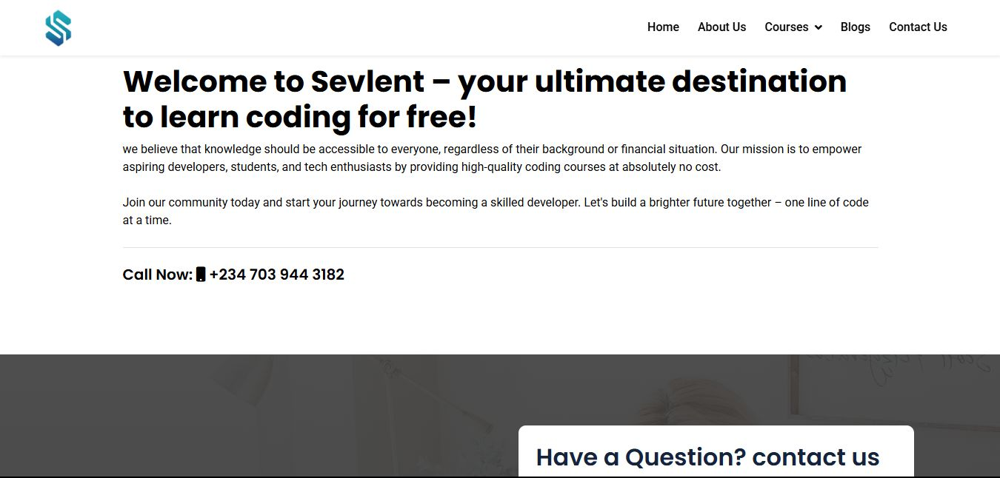 Home About Us Courses Blogs Contact Us
Welcome to Sevlent – your ultimate destination
to learn coding for free!
we believe that knowledge should be accessible to everyone, regardless of their background or financial situation. Our mission is to empower
aspiring developers, students, and tech enthusiasts by providing high-quality coding courses at absolutely no cost.
Join our community today and start your journey towards becoming a skilled developer. Let's build a brighter future together – one line of code
at a time.
Call Now: +234 703 944 3182
Have a Question? contact us